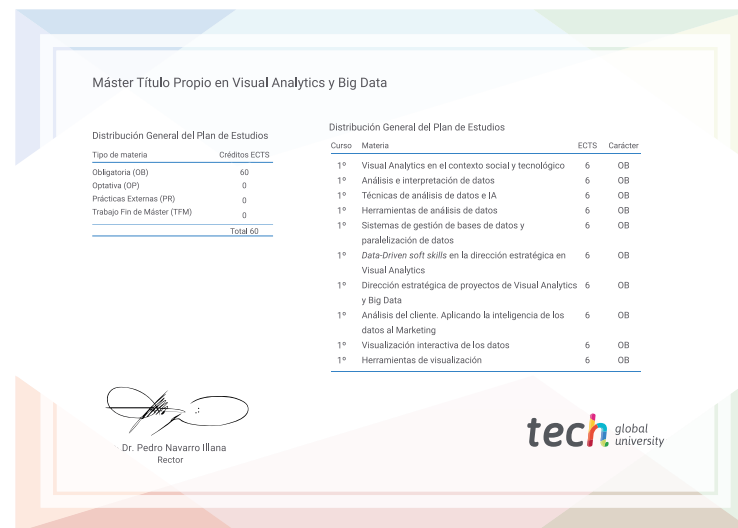 Máster Título Propio en Visual Analytics y Big Data
Distribución General del Plan de Estudios
Tipo de materia Créditos ECTS
Obligatoria (OB) 60
Optativa (OP) 0
Prácticas Externas (PR) 0
Trabajo Fin de Máster (TFM) 0
Total 60
Distribución General del Plan de Estudios
Curso Materia ECTS Carácter
1º Visual Analytics en el contexto social y tecnológico 6 OB
1º Análisis e interpretación de datos 6 OB
1º Técnicas de análisis de datos e IA 6 OB
1º Herramientas de análisis de datos 6 OB
1º Sistemas de gestión de bases de datos y 6 OB
paralelización de datos
1º Data-Driven soft skills en la dirección estratégica en 6 OB
Visual Analytics
1º Dirección estratégica de proyectos de Visual Analytics 6 OB
y Big Data
1º Análisis del cliente. Aplicando la inteligencia de los 6 OB
datos al Marketing
1º Visualización interactiva de los datos 6 OB
1º Herramientas de visualización 6 OB
Dr. Pedro Navarro Illana
Rector
tech global
university